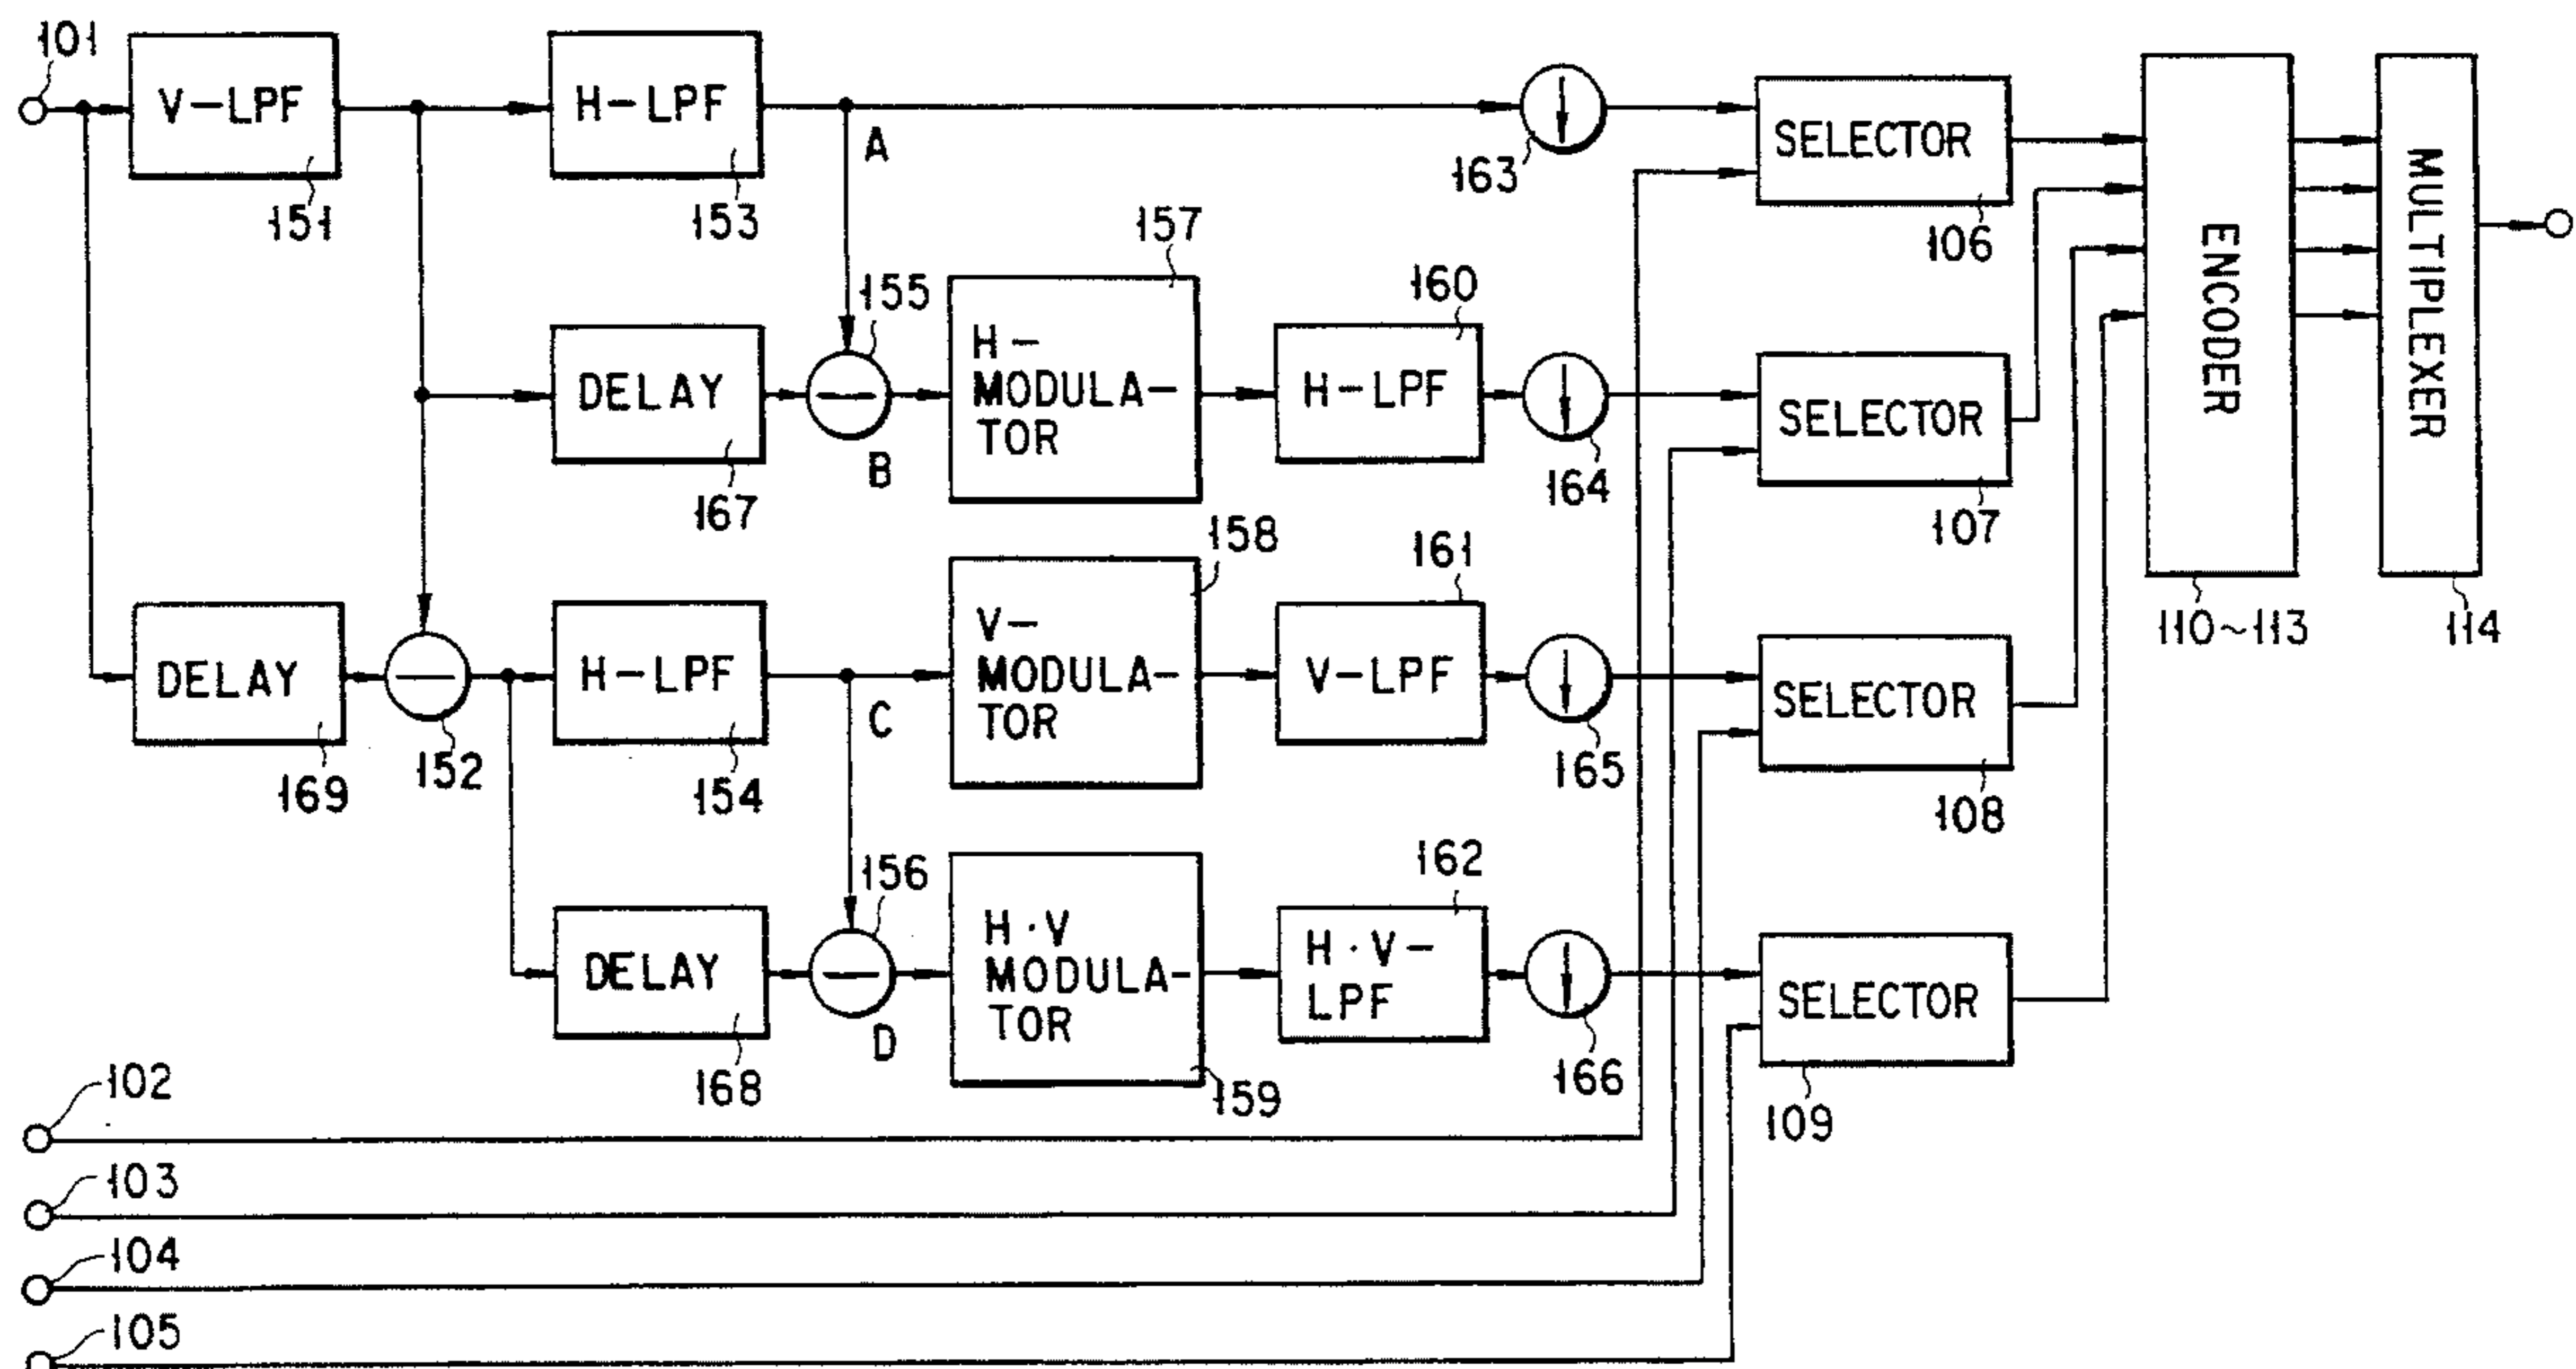 101
V-LPF
151
H-LPF
153
A
163
SELECTOR
106
ENCODER
110~113
MULTIPLEXER
114
DELAY
167
155
B
157
H-
MODULA-
TOR
160
H-LPF
164
SELECTOR
107
DELAY
169
152
H-LPF
154
C
158
V-
MODULA-
TOR
161
V-LPF
165
SELECTOR
108
DELAY
168
156
D
H·V
MODULA-
TOR
159
162
H·V-
LPF
166
SELECTOR
109
102
103
104
105